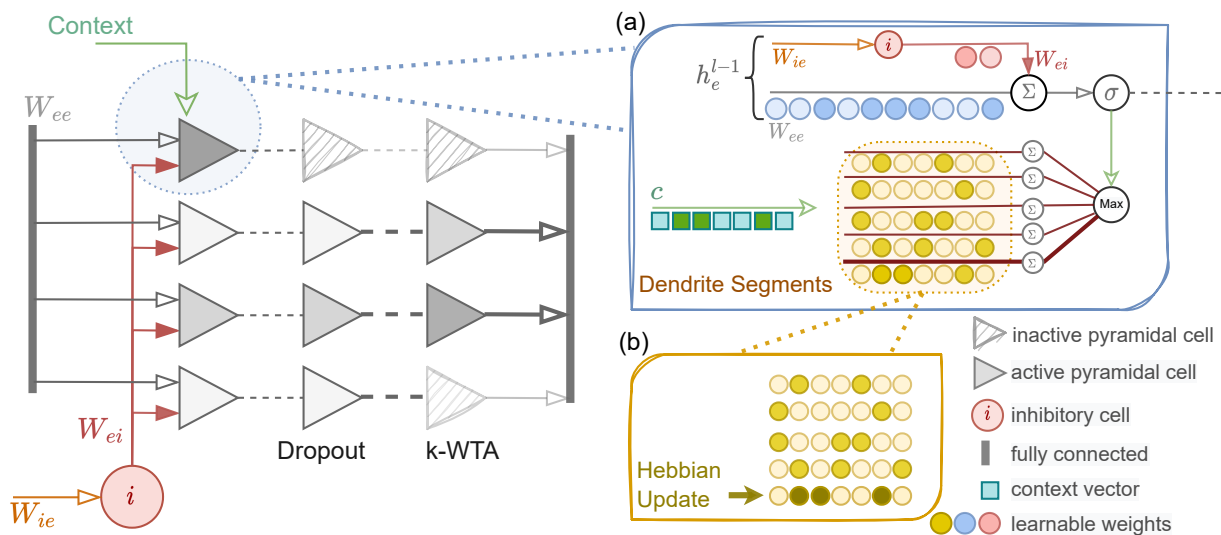 Context
W_ee
W_ei
i
W_ie
Dropout
k-WTA
(a)
h_e^{l-1}
W_ie
i
W_ei
W_ee
Σ
σ
c
Σ
Σ
Σ
Σ
Σ
Max
Dendrite Segments
(b)
Hebbian
Update
inactive pyramidal cell
active pyramidal cell
i
inhibitory cell
fully connected
context vector
learnable weights